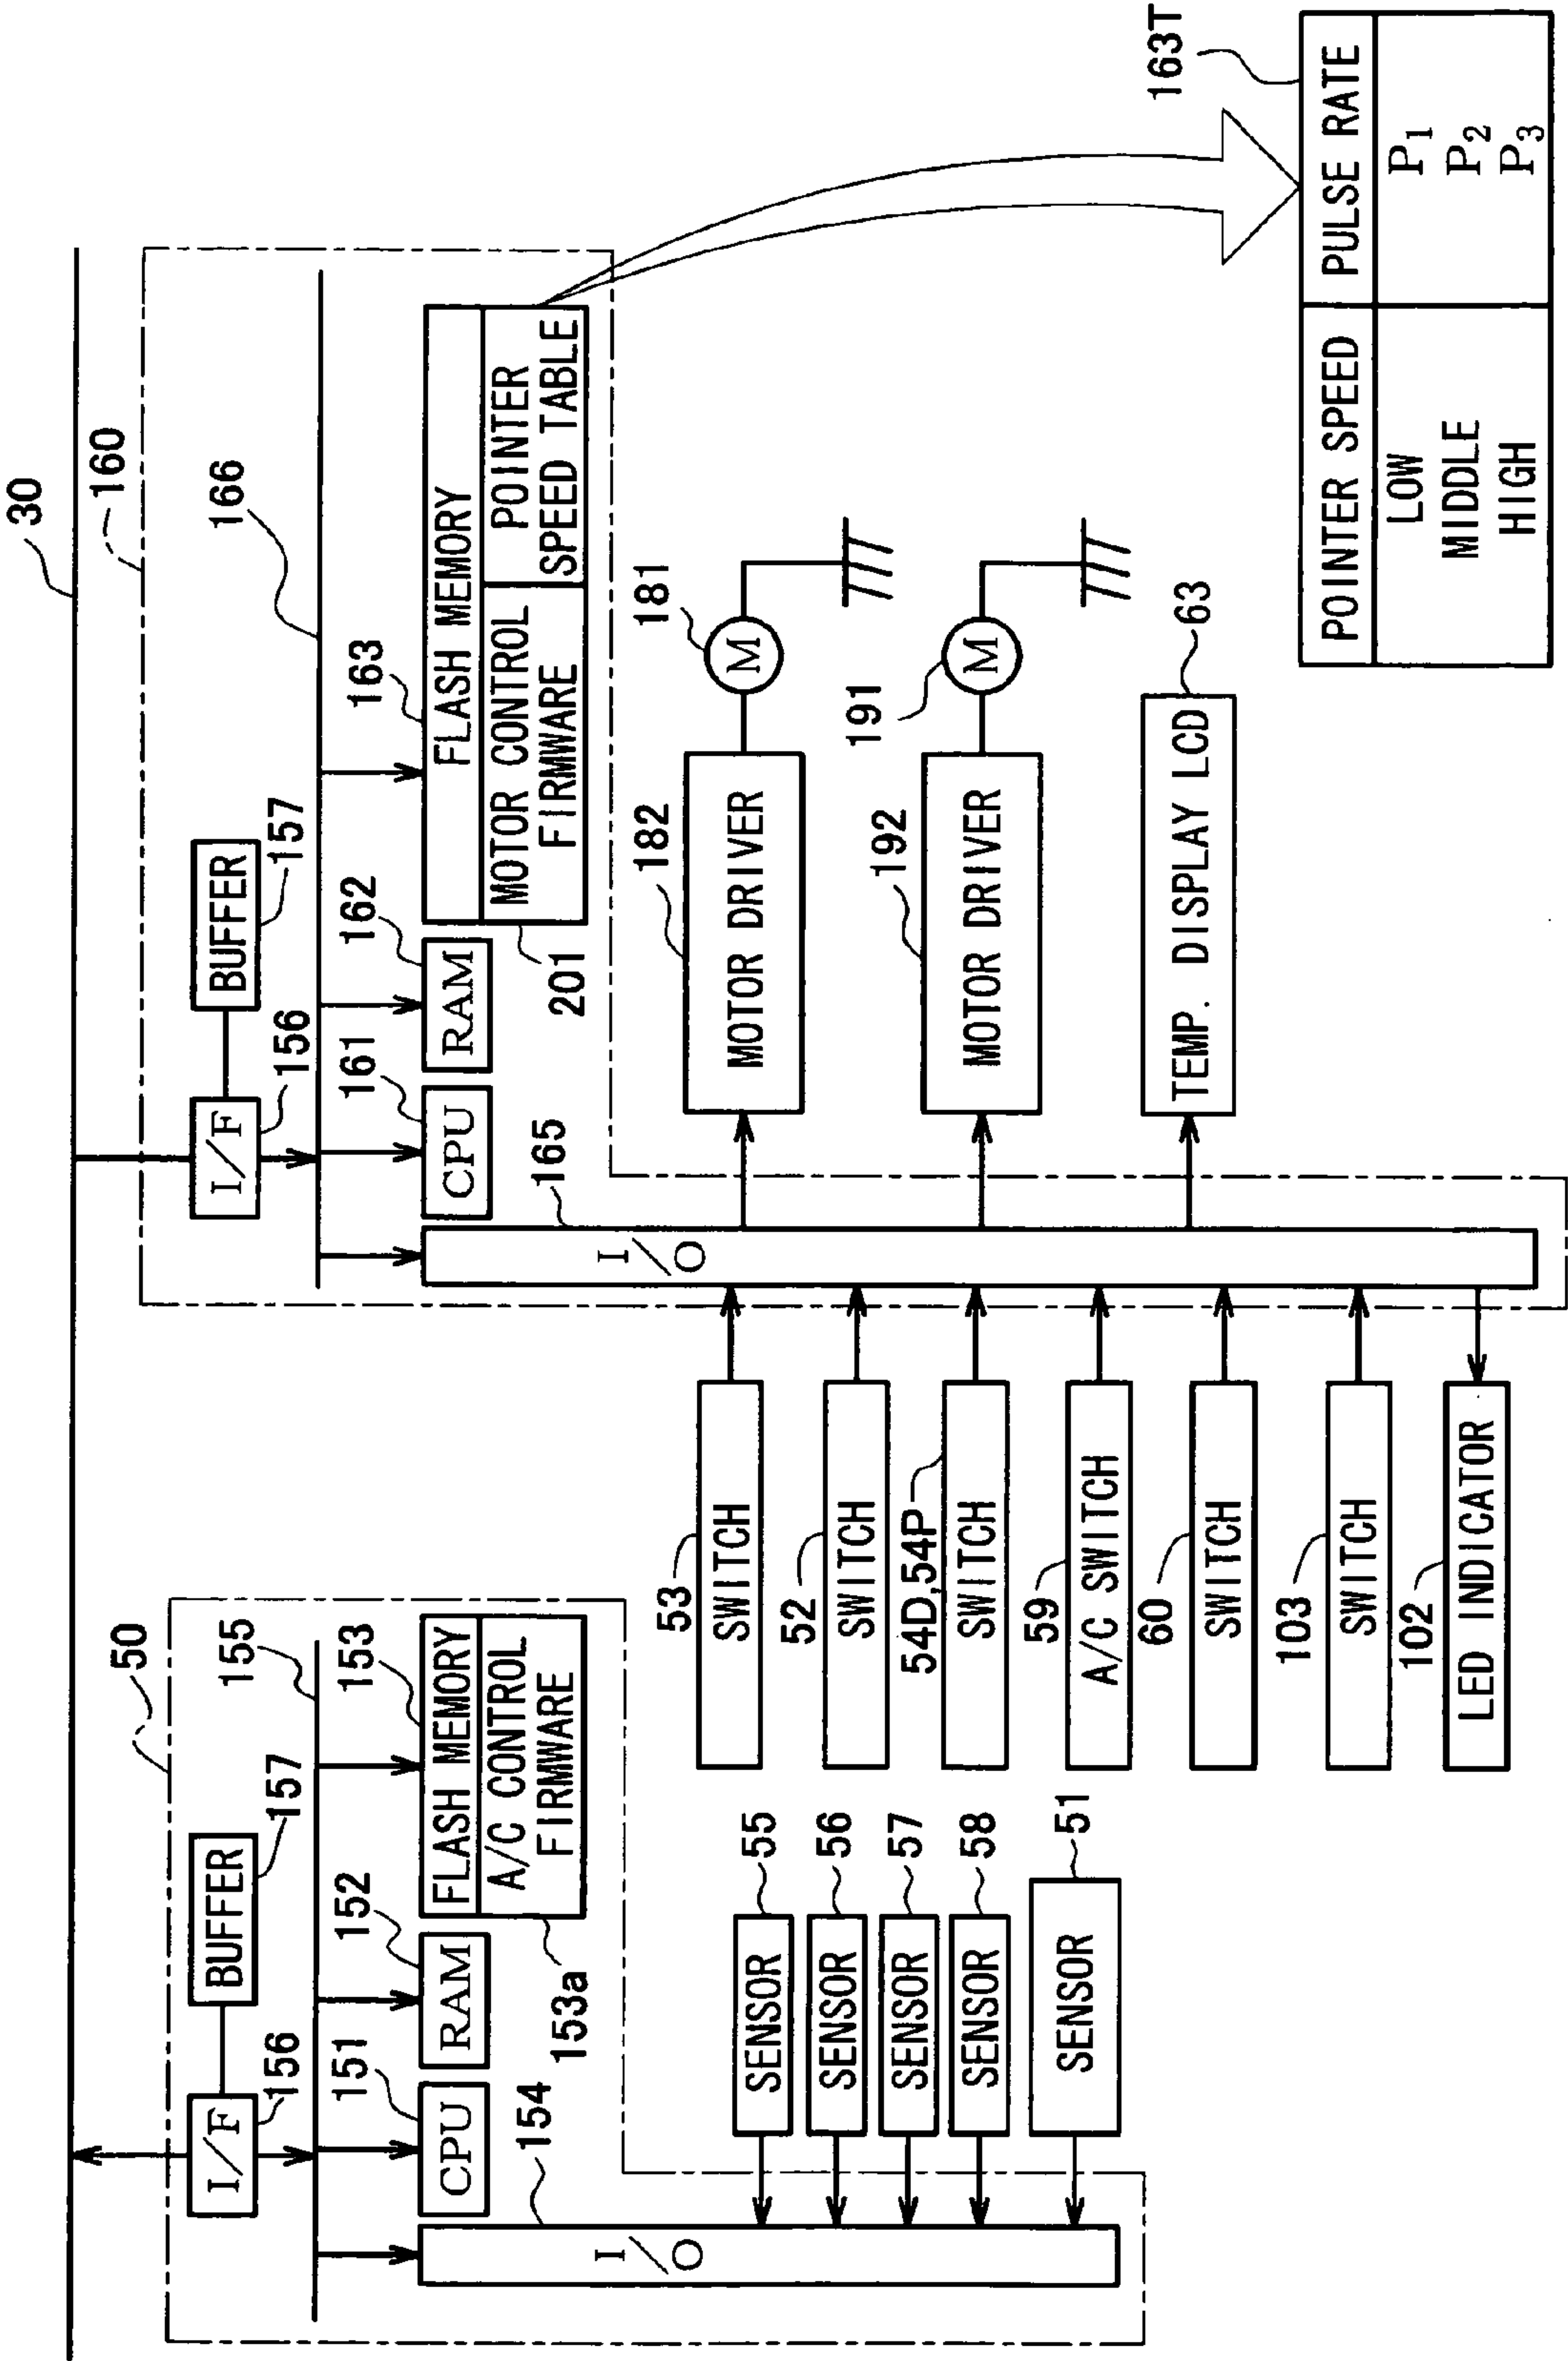 30
50
155
BUFFER
157
I/F
156
CPU
151
RAM
152
FLASH MEMORY
153
A/C CONTROL
FIRMWARE
153a
I/O
154
SENSOR
55
SENSOR
56
SENSOR
57
SENSOR
58
SENSOR
51
160
166
BUFFER
157
I/F
156
CPU
161
RAM
162
FLASH MEMORY
163
MOTOR CONTROL
FIRMWARE
201
POINTER
SPEED TABLE
I/O
165
53
SWITCH
52
SWITCH
54D,54P
SWITCH
59
A/C SWITCH
60
SWITCH
103
SWITCH
102
LED INDICATOR
182
MOTOR DRIVER
M
181
192
MOTOR DRIVER
M
191
TEMP. DISPLAY LCD
63
163T
POINTER SPEED PULSE RATE
LOW P1
MIDDLE P2
HIGH P3